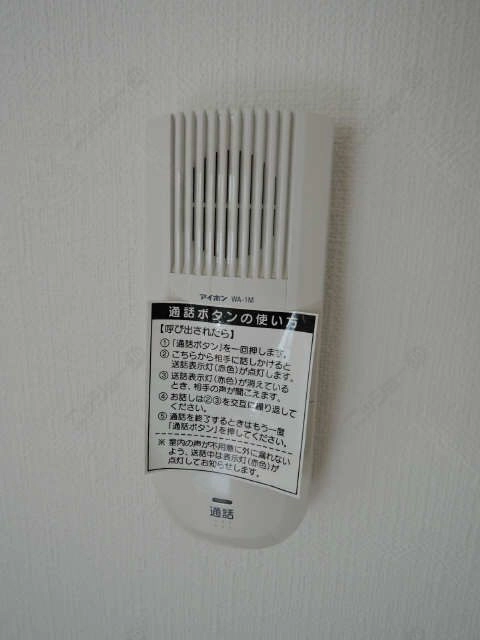 アイホン WA-1M
通話ボタンの使い方
【呼び出されたら】
①「通話ボタン」を一回押します。
②こちらから相手に話しかけると
送話表示灯(赤色)が点灯します。
③送話表示灯(赤色)が消えている
とき、相手の声が聞こえます。
④お話しは②③を交互に繰り返して
ください。
⑤通話を終了するときはもう一度
「通話ボタン」を押してください。
※ 室内の声が不用意に外に漏れない
よう、送話中は表示灯(赤色)が
点灯してお知らせします。
通話